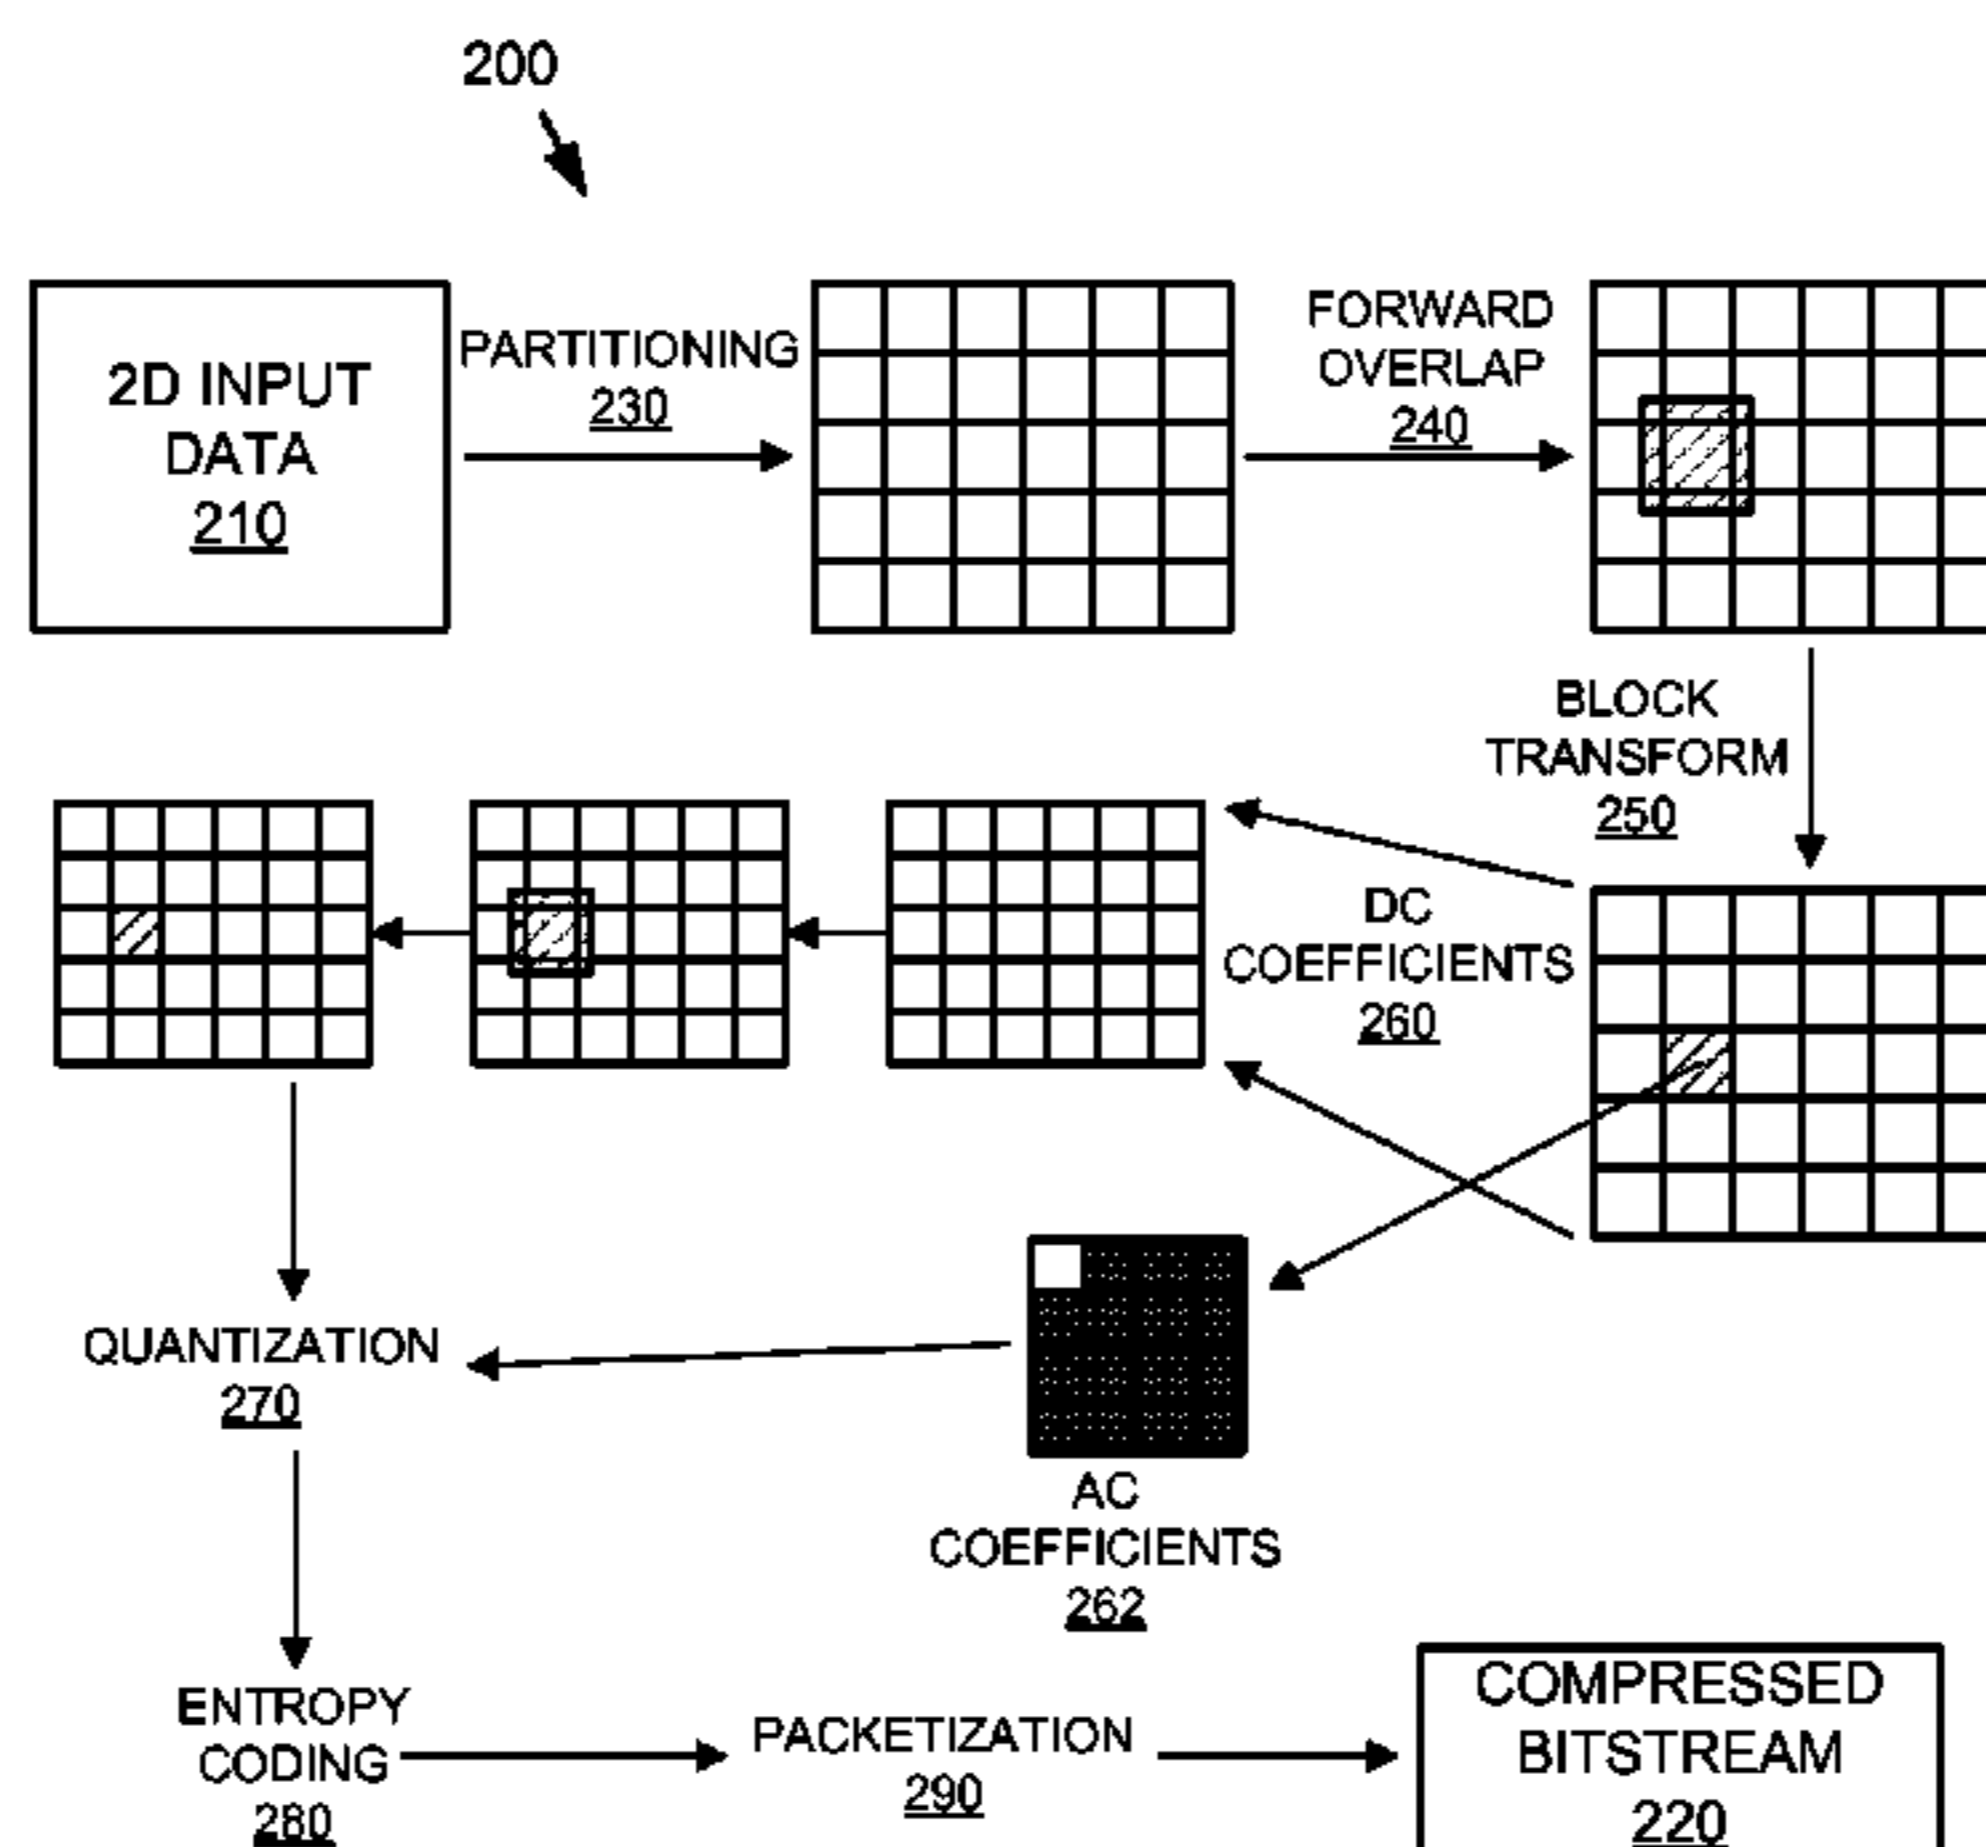 200
2D INPUT
DATA
210
PARTITIONING
230
FORWARD
OVERLAP
240
BLOCK
TRANSFORM
250
DC
COEFFICIENTS
260
QUANTIZATION
270
AC
COEFFICIENTS
262
ENTROPY
CODING
280
PACKETIZATION
290
COMPRESSED
BITSTREAM
220